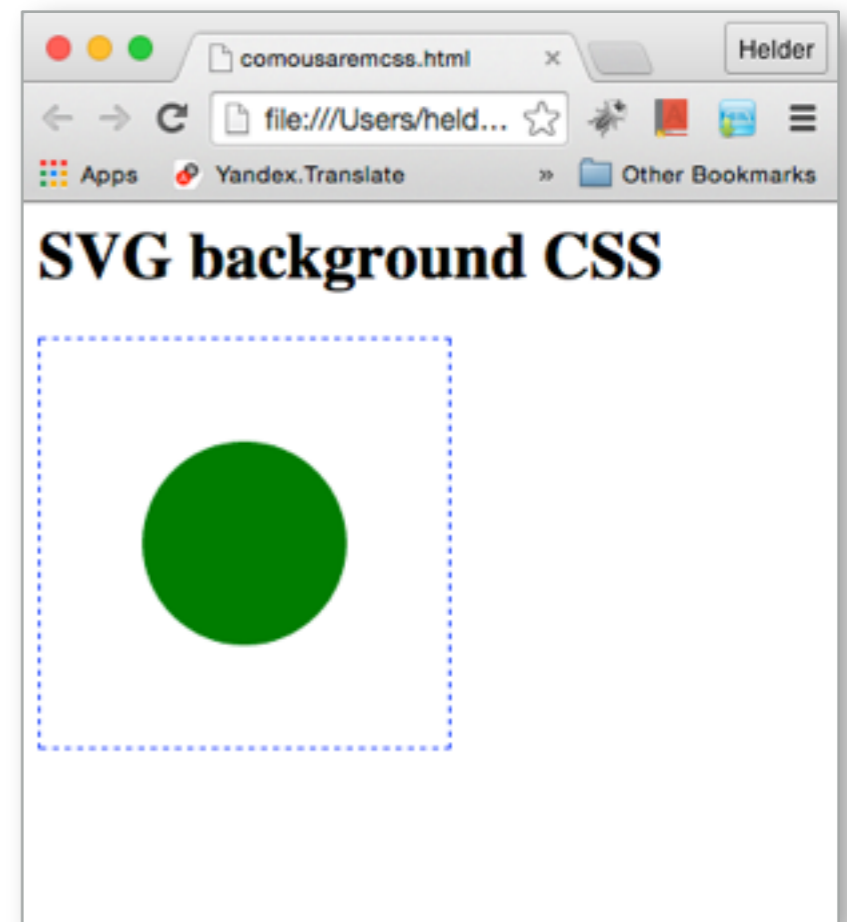 comousaremcss.html
Helder
file:///Users/held...
Apps
Yandex.Translate
»
Other Bookmarks
SVG background CSS